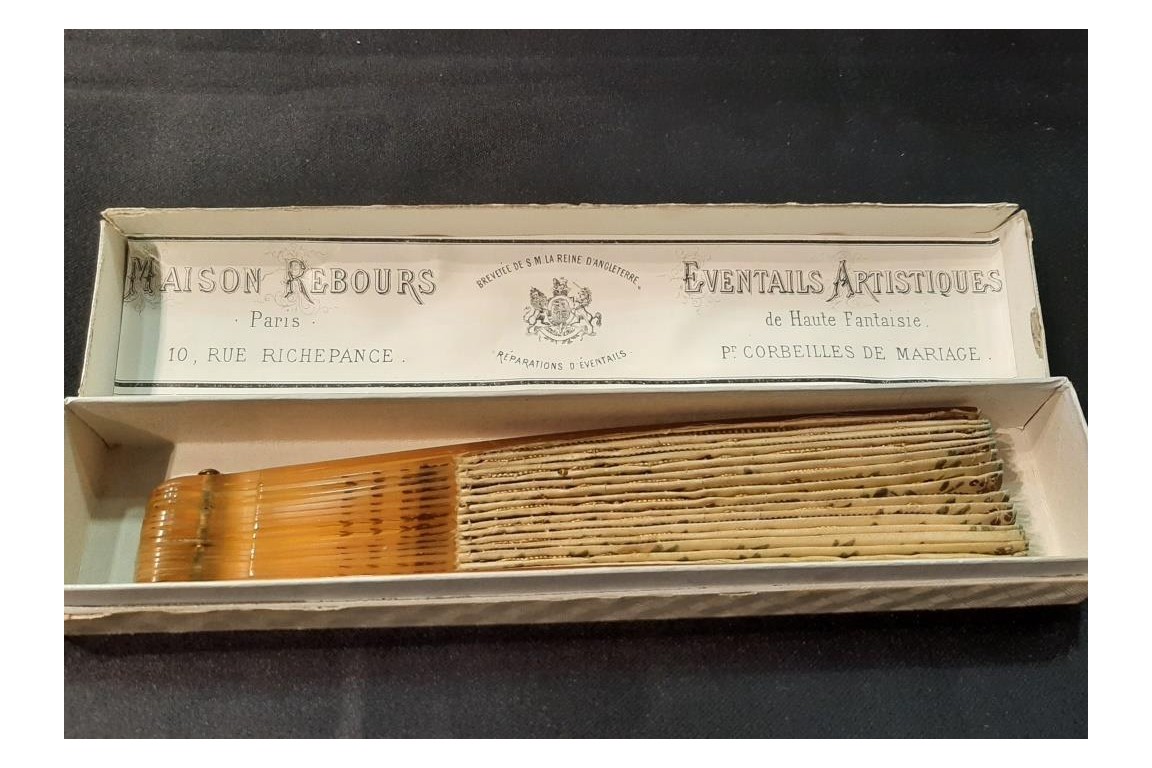 MAISON REBOURS
· Paris ·
10, RUE RICHEPANCE .
BREVETÉE DE S.M LA REINE D'ANGLETERRE.
RÉPARATIONS D'ÉVENTAILS
EVENTAILS ARTISTIQUES
de Haute Fantaisie.
Pr CORBEILLES DE MARIAGE .